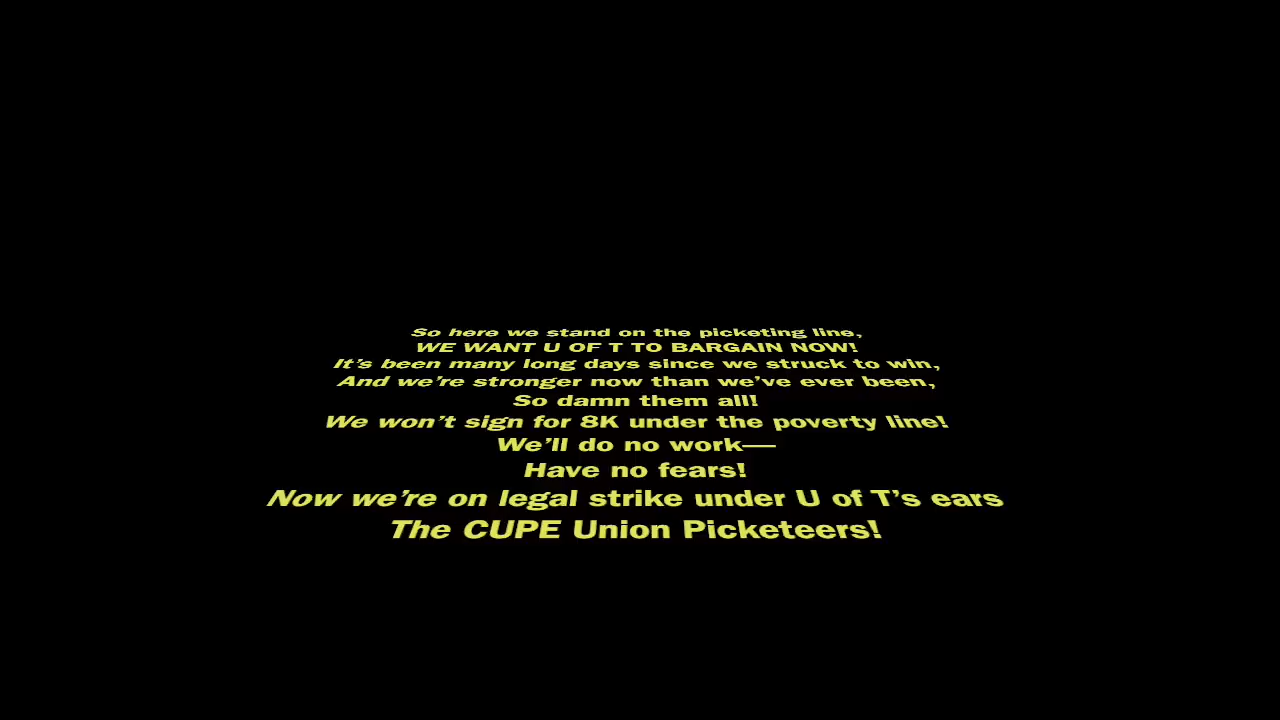 So here we stand on the picketing line,
WE WANT U OF T TO BARGAIN NOW!
It's been many long days since we struck to win,
And we're stronger now than we've ever been,
So damn them all!
We won't sign for 8K under the poverty line!
We'll do no work—
Have no fears!
Now we're on legal strike under U of T's ears
The CUPE Union Picketeers!